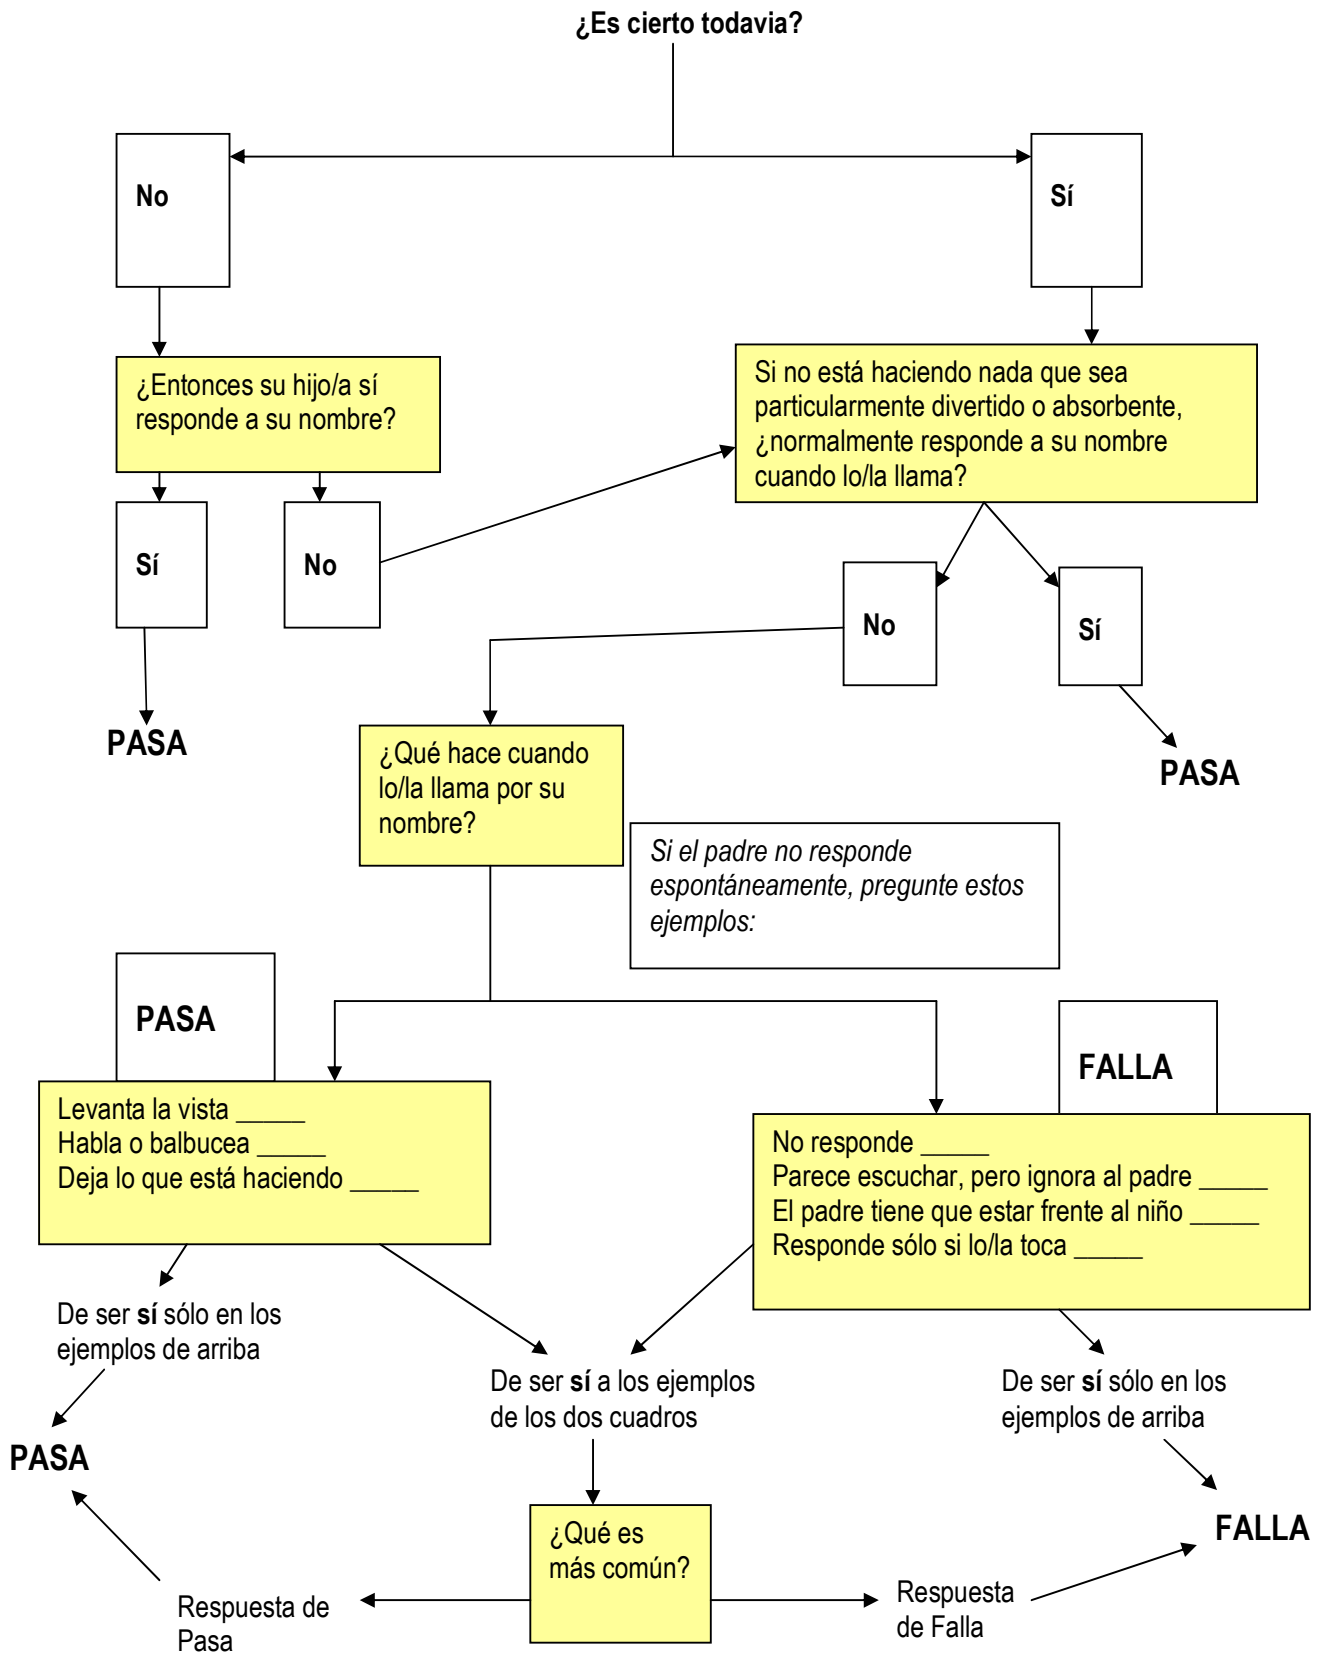 ¿Es cierto todavia?
No
Sí
¿Entonces su hijo/a sí
responde a su nombre?
Si no está haciendo nada que sea
particularmente divertido o absorbente,
¿normalmente responde a su nombre
cuando lo/la llama?
Sí
No
No
Sí
PASA
PASA
¿Qué hace cuando
lo/la llama por su
nombre?
Si el padre no responde
espontáneamente, pregunte estos
ejemplos:
PASA
FALLA
Levanta la vista _____
Habla o balbucea _____
Deja lo que está haciendo _____
No responde _____
Parece escuchar, pero ignora al padre _____
El padre tiene que estar frente al niño _____
Responde sólo si lo/la toca _____
De ser sí sólo en los
ejemplos de arriba
De ser sí a los ejemplos
de los dos cuadros
De ser sí sólo en los
ejemplos de arriba
PASA
FALLA
¿Qué es
más común?
Respuesta de
Pasa
Respuesta
de Falla